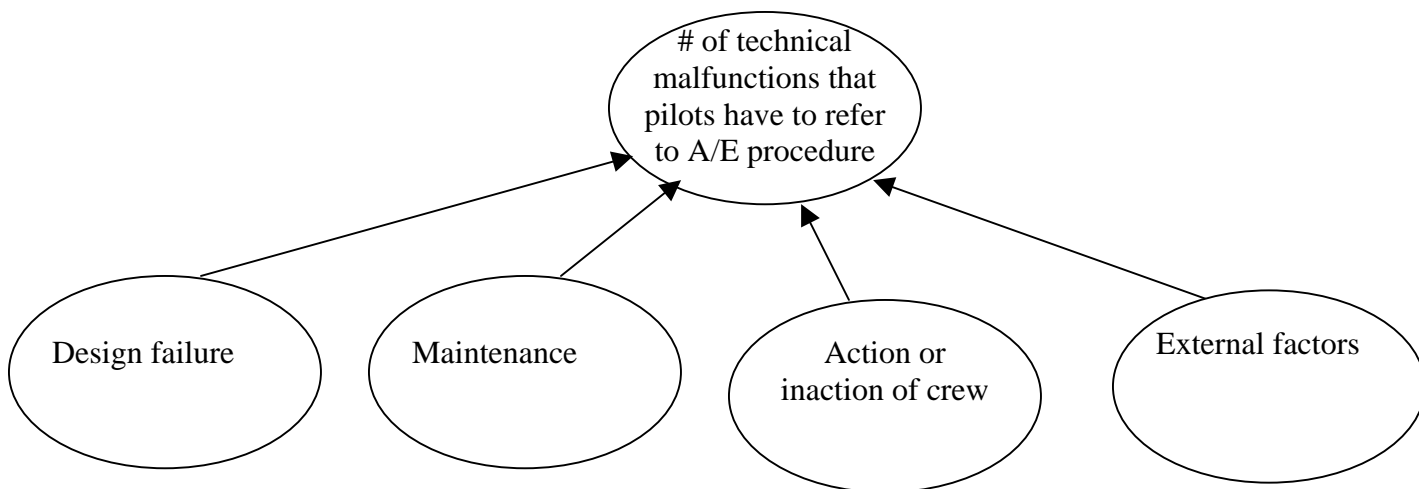 # of technical
malfunctions that
pilots have to refer
to A/E procedure
Design failure
Maintenance
Action or
inaction of crew
External factors